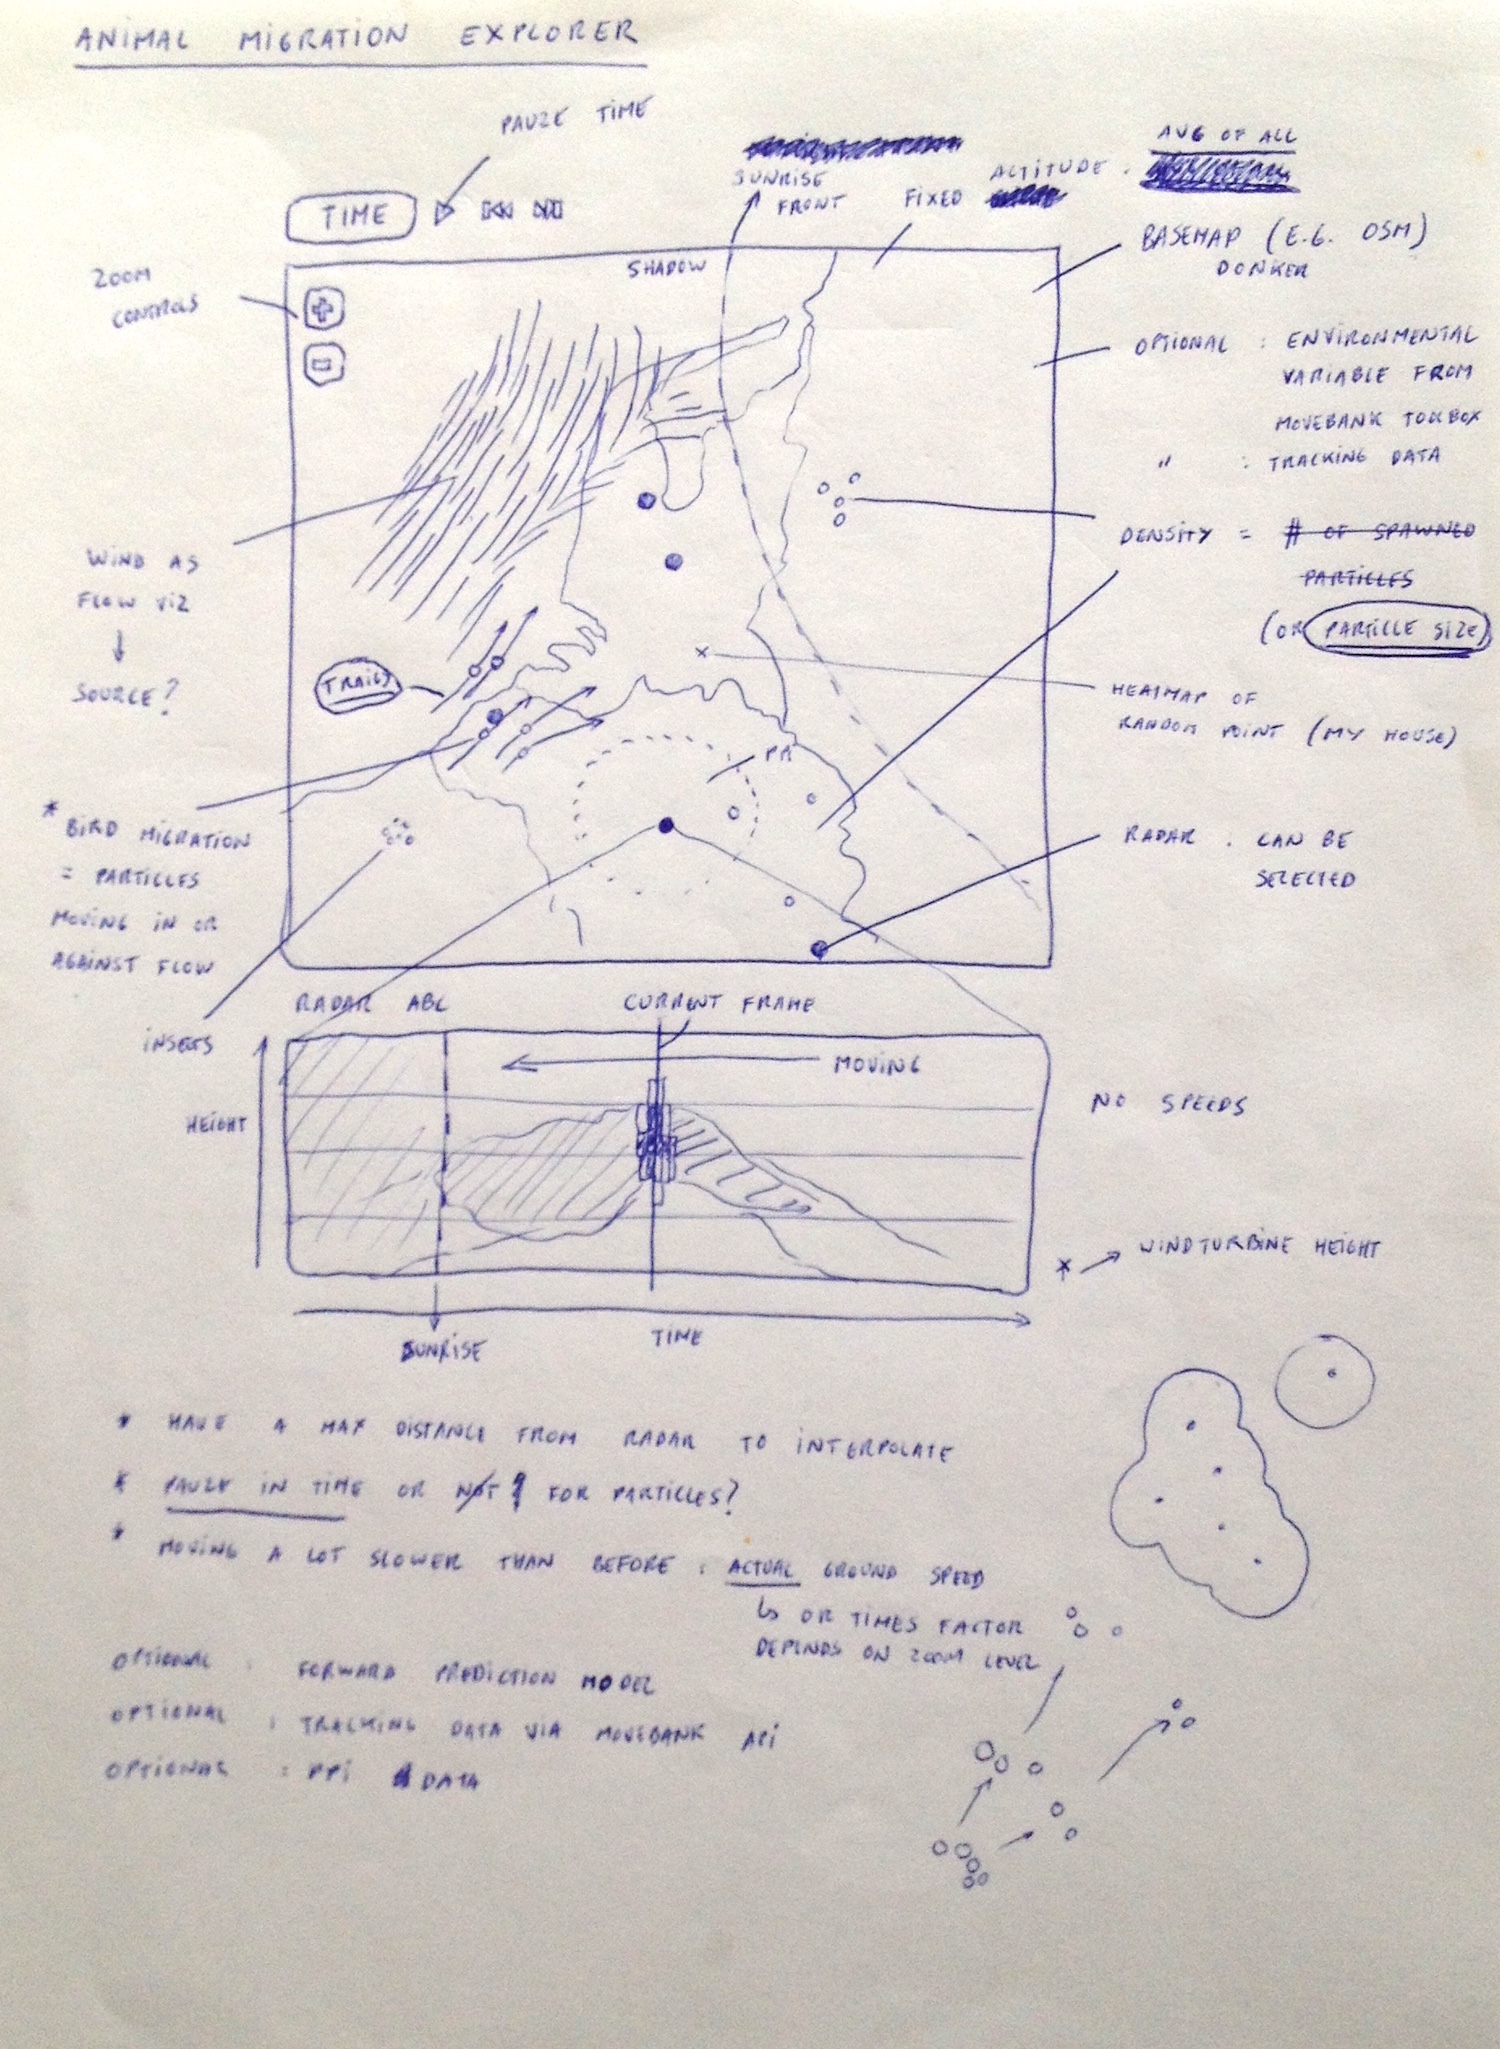 ANIMAL MIGRATION EXPLORER
PAUZE TIME
TIME
SUNRISE
FRONT
FIXED ALTITUDE .
AVG OF ALL
ZOOM
CONTROLS
SHADOW
BASEMAP (E.G. OSM)
DONKER
OPTIONAL : ENVIRONMENTAL
VARIABLE FROM
MOVEBANK TOOLBOX
" : TRACKING DATA
WIND AS
FLOW VIZ
SOURCE?
DENSITY = # OF SPAWNED
PARTICLES
(OR PARTICLE SIZE)
TRAILS
HEATMAP OF
RANDOM POINT (MY HOUSE)
* BIRD MIGRATION
= PARTICLES
MOVING IN OR
AGAINST FLOW
RADAR . CAN BE
SELECTED
INSECTS
RADAR ABC
CURRENT FRAME
MOVING
HEIGHT
NO SPEEDS
* WINDTURBINE HEIGHT
SUNRISE
TIME
* HAVE A MAX DISTANCE FROM RADAR TO INTERPOLATE
* PAUZE IN TIME OR NOT FOR PARTICLES?
* MOVING A LOT SLOWER THAN BEFORE : ACTUAL GROUND SPEED
OR TIMES FACTOR
DEPENDS ON ZOOM LEVEL
OPTIONAL : FORWARD PREDICTION MODEL
OPTIONAL : TRACKING DATA VIA MOVEBANK API
OPTIONAL : PPI DATA